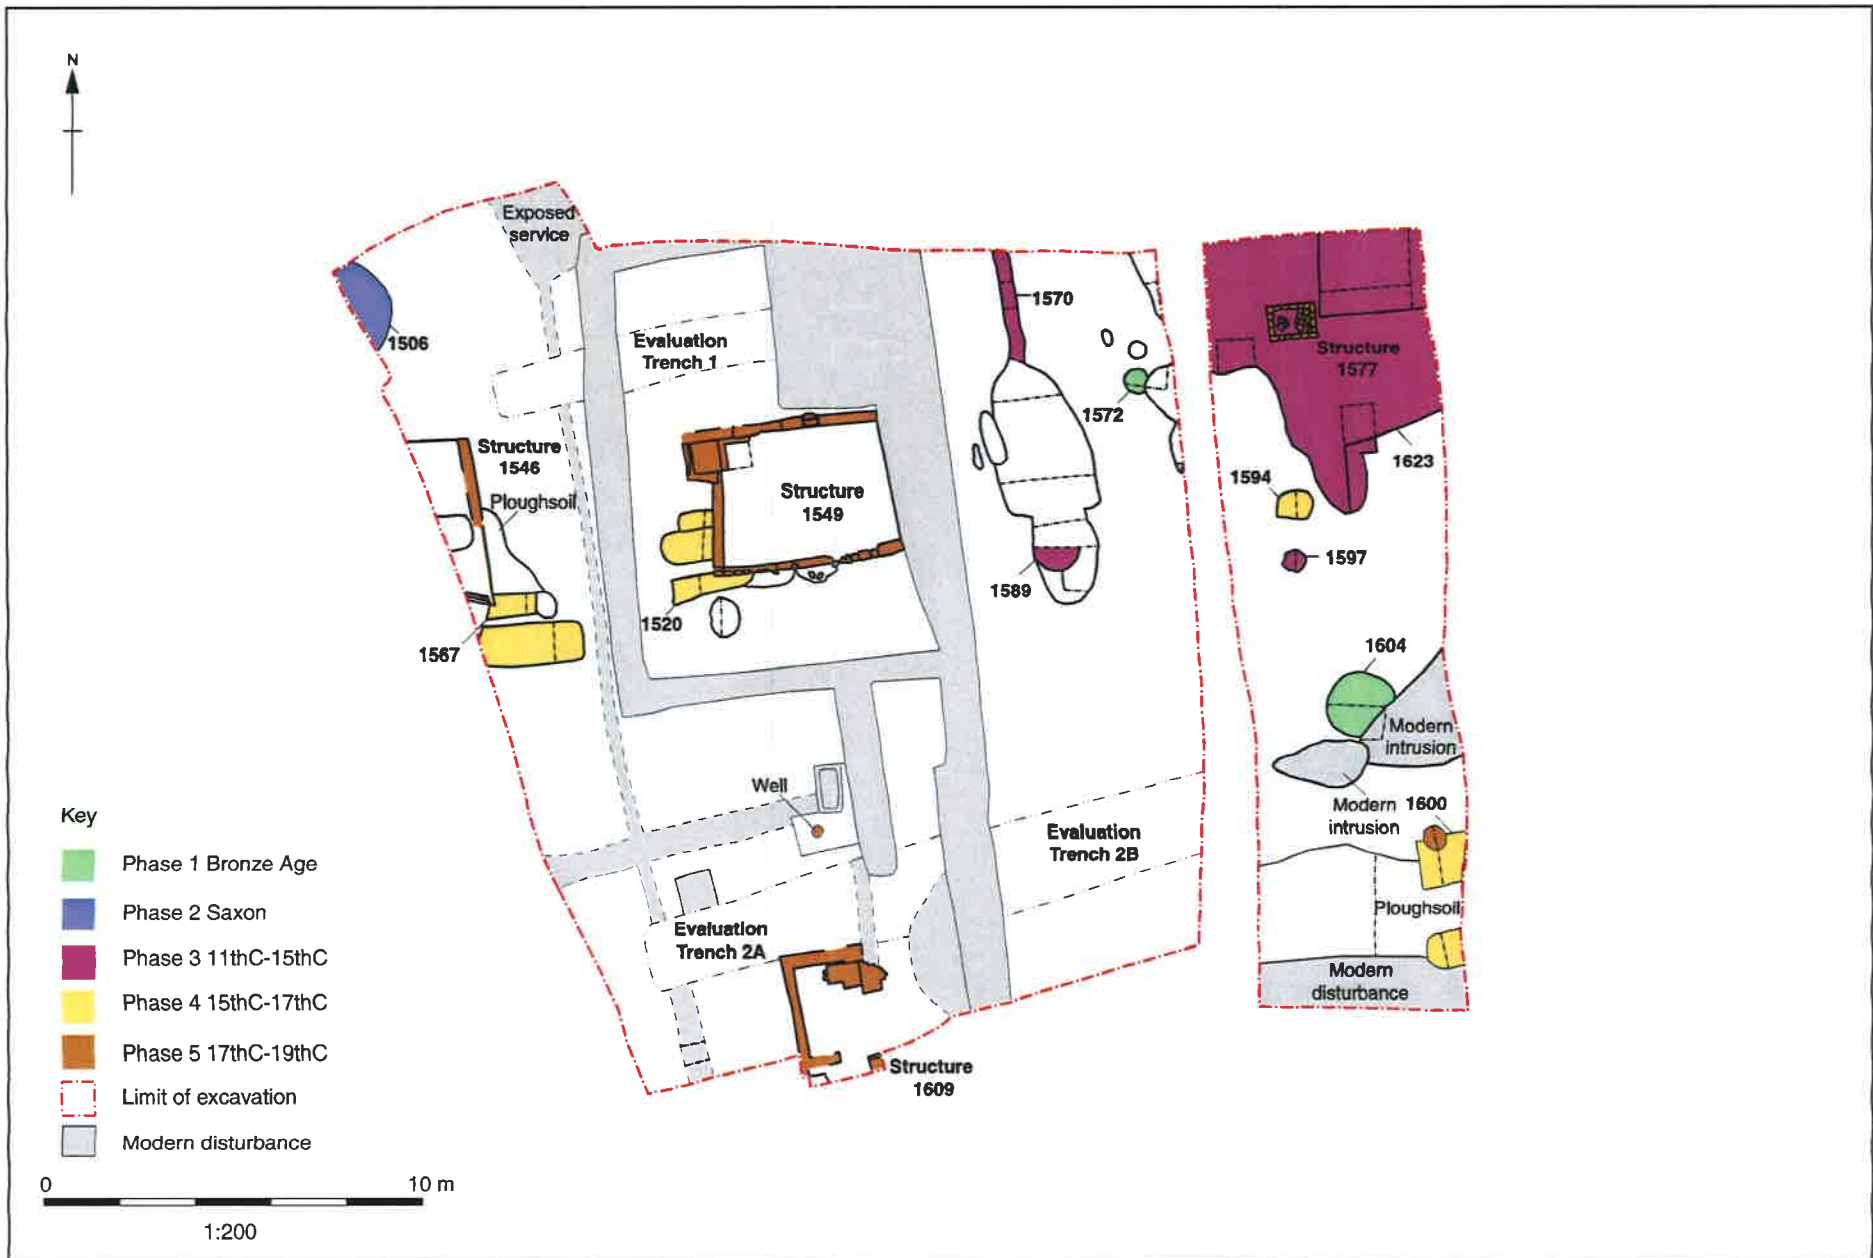 N
Exposed
service
1506
Evaluation
Trench 1
1570
1572
Structure
1577
1623
1594
1597
Structure
1546
Ploughsoil
Structure
1549
1589
1520
1567
1604
Modern
intrusion
Modern
intrusion
1600
Well
Evaluation
Trench 2B
Evaluation
Trench 2A
Ploughsoil
Modern
disturbance
Structure
1609
Key
Phase 1 Bronze Age
Phase 2 Saxon
Phase 3 11thC-15thC
Phase 4 15thC-17thC
Phase 5 17thC-19thC
Limit of excavation
Modern disturbance
0 10 m
1:200